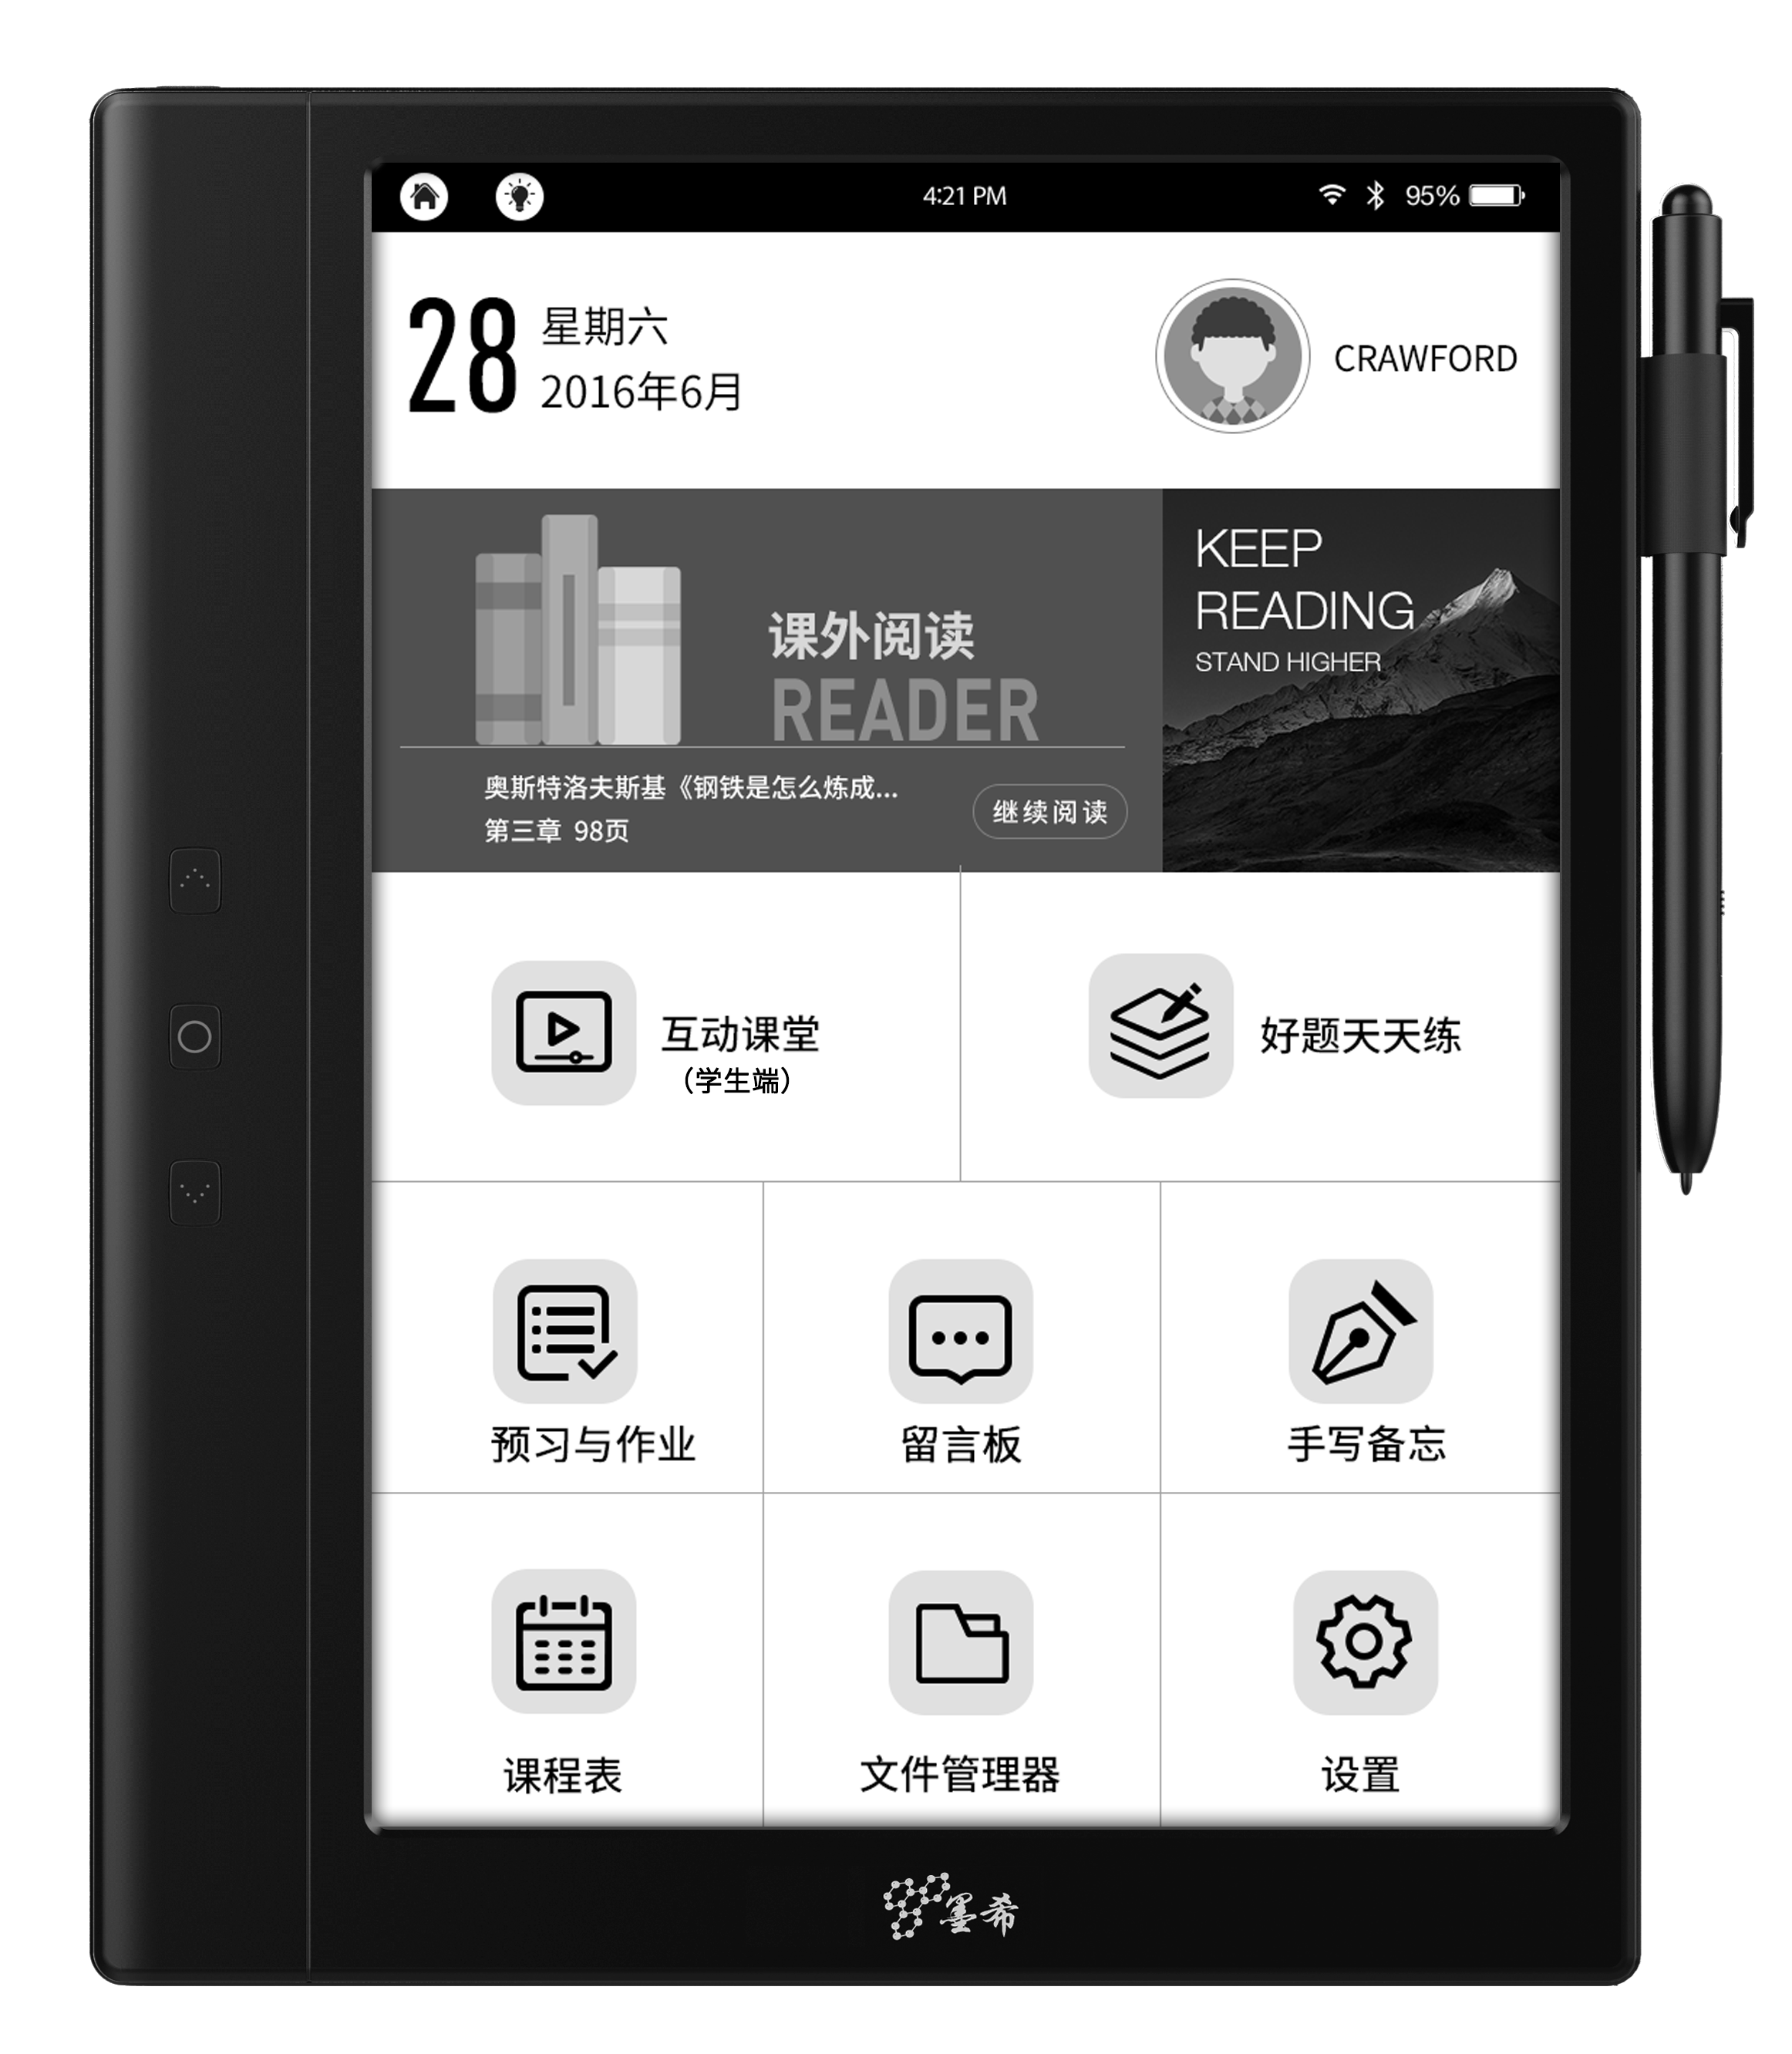 4:21 PM
95%
28
星期六
2016年6月
CRAWFORD
课外阅读
READER
奥斯特洛夫斯基《钢铁是怎么炼成...
第三章 98页
继续阅读
KEEP
READING
STAND HIGHER
互动课堂
(学生端)
好题天天练
预习与作业
留言板
手写备忘
课程表
文件管理器
设置
墨希